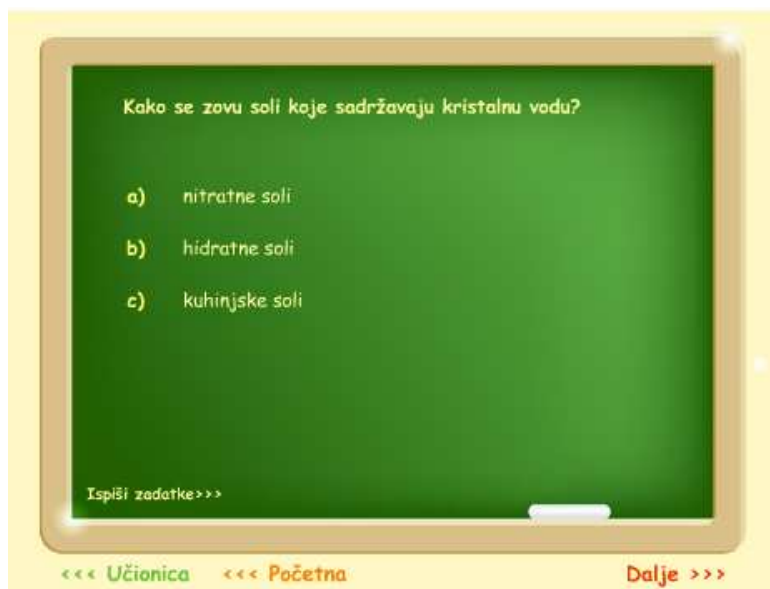 Kako se zovu soli koje sadržavaju kristalnu vodu?
a) nitratne soli
b) hidratne soli
c) kuhinjske soli
Ispiši zadatke>>>
<<< Učionica <<< Početna Dalje >>>